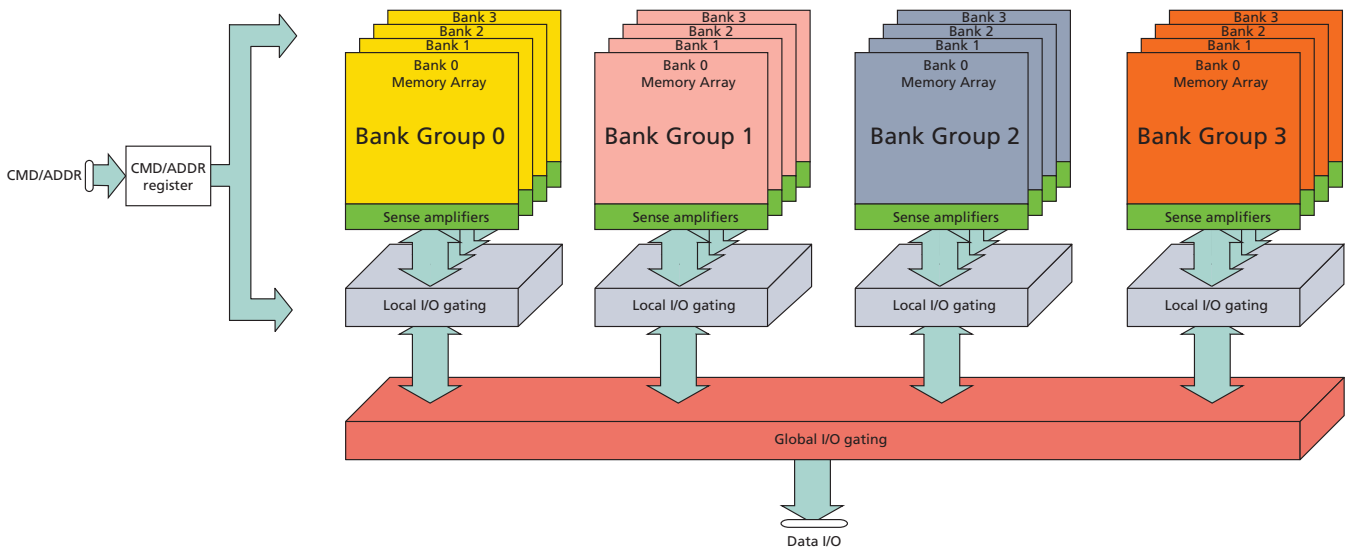 CMD/ADDR
CMD/ADDR
register
Bank 3
Bank 2
Bank 1
Bank 0
Memory Array
Bank Group 0
Sense amplifiers
Local I/O gating
Bank 3
Bank 2
Bank 1
Bank 0
Memory Array
Bank Group 1
Sense amplifiers
Local I/O gating
Bank 3
Bank 2
Bank 1
Bank 0
Memory Array
Bank Group 2
Sense amplifiers
Local I/O gating
Bank 3
Bank 2
Bank 1
Bank 0
Memory Array
Bank Group 3
Sense amplifiers
Local I/O gating
Global I/O gating
Data I/O